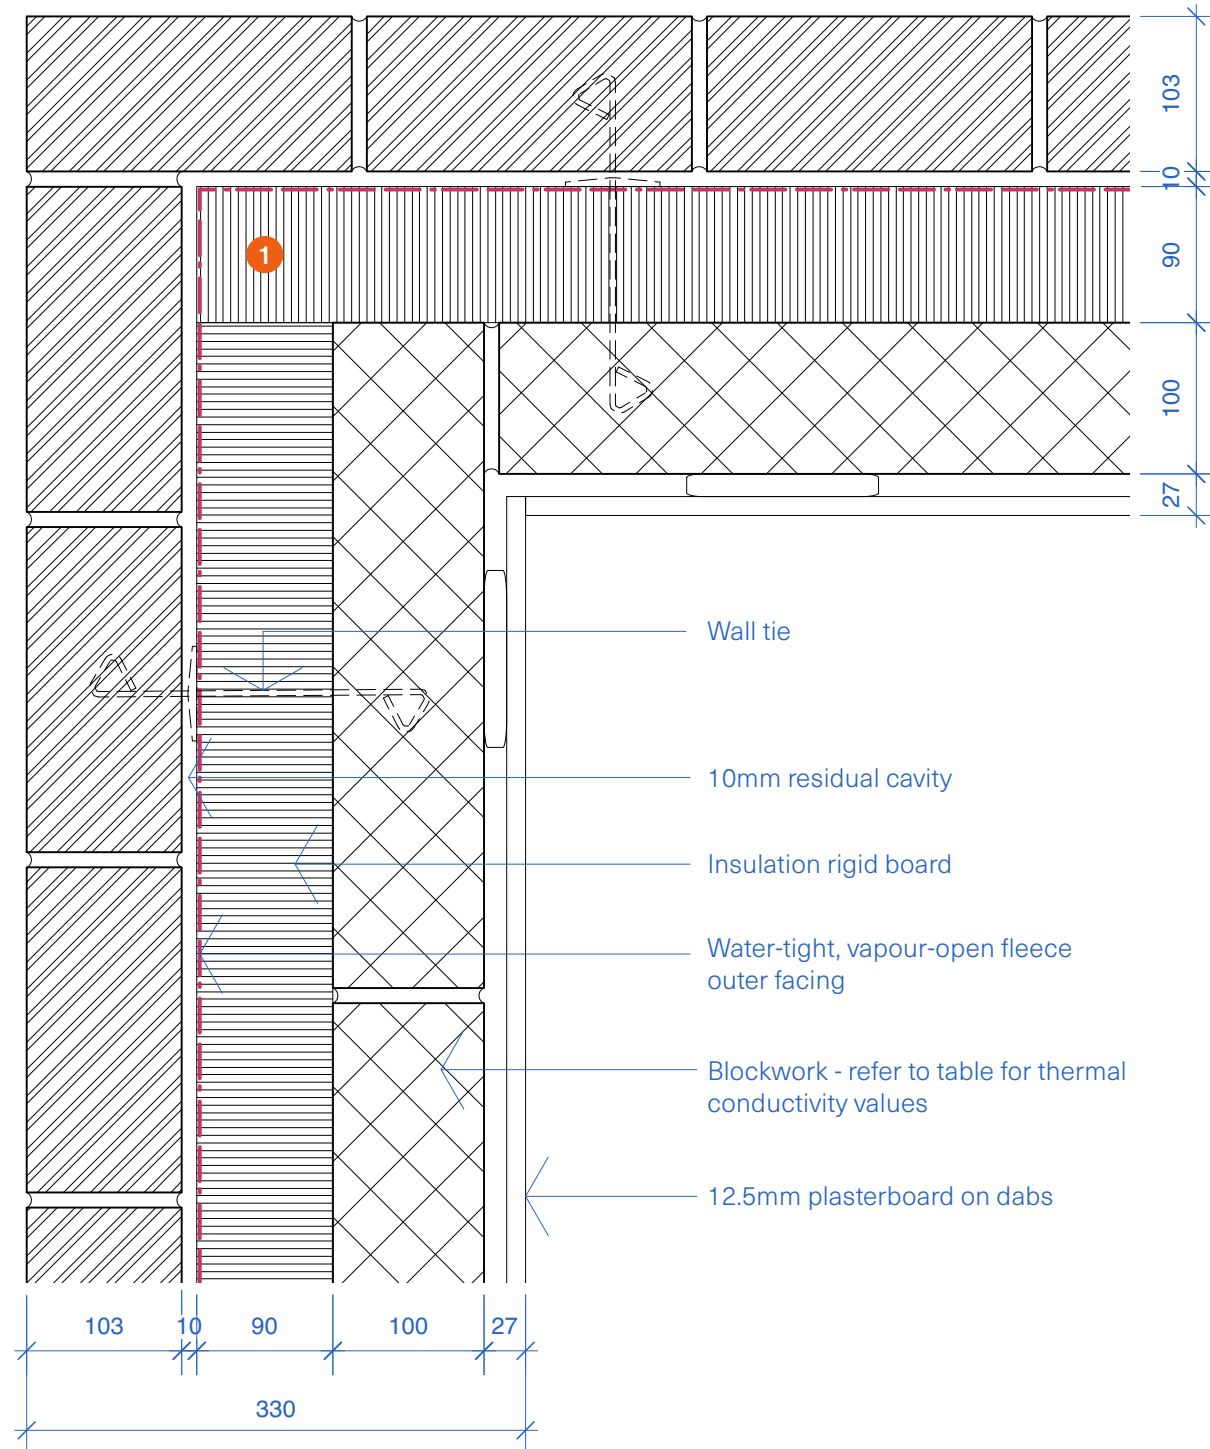 103
10
1
90
100
27
Wall tie
10mm residual cavity
Insulation rigid board
Water-tight, vapour-open fleece
outer facing
Blockwork - refer to table for thermal
conductivity values
12.5mm plasterboard on dabs
103 10 90 100 27
330